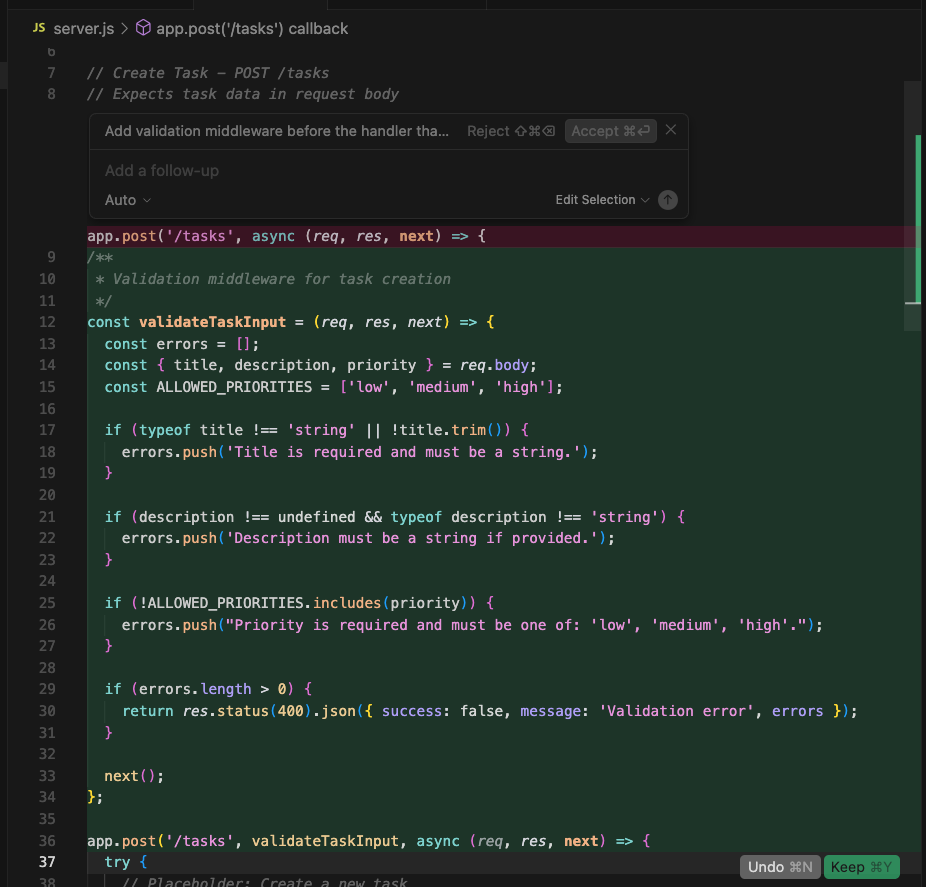 JS server.js > app.post('/tasks') callback
6
7 // Create Task – POST /tasks
8 // Expects task data in request body
Add validation middleware before the handler tha... Reject ⇧⌘⌫ Accept ⌘⏎ ×
Add a follow-up
Auto Edit Selection
app.post('/tasks', async (req, res, next) => {
9 /**
10 * Validation middleware for task creation
11 */
12 const validateTaskInput = (req, res, next) => {
13 const errors = [];
14 const { title, description, priority } = req.body;
15 const ALLOWED_PRIORITIES = ['low', 'medium', 'high'];
16
17 if (typeof title !== 'string' || !title.trim()) {
18 errors.push('Title is required and must be a string.');
19 }
20
21 if (description !== undefined && typeof description !== 'string') {
22 errors.push('Description must be a string if provided.');
23 }
24
25 if (!ALLOWED_PRIORITIES.includes(priority)) {
26 errors.push("Priority is required and must be one of: 'low', 'medium', 'high'.");
27 }
28
29 if (errors.length > 0) {
30 return res.status(400).json({ success: false, message: 'Validation error', errors });
31 }
32
33 next();
34 };
35
36 app.post('/tasks', validateTaskInput, async (req, res, next) => {
37 try {
Undo ⌘N Keep ⌘Y
38 // Placeholder: Create a new task